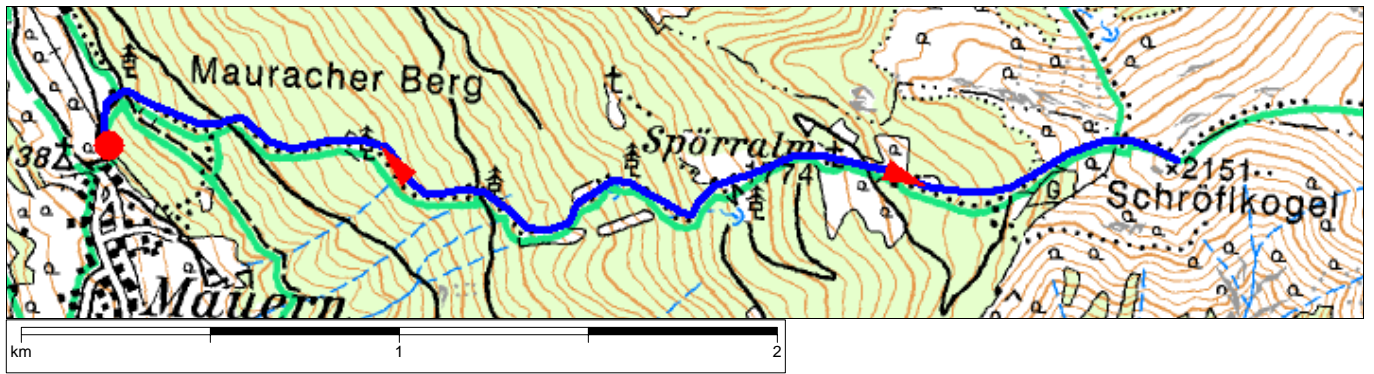 Mauracher Berg
Spörralm
138
74
2151
G
Schröflkogel
Mauern
km 1 2